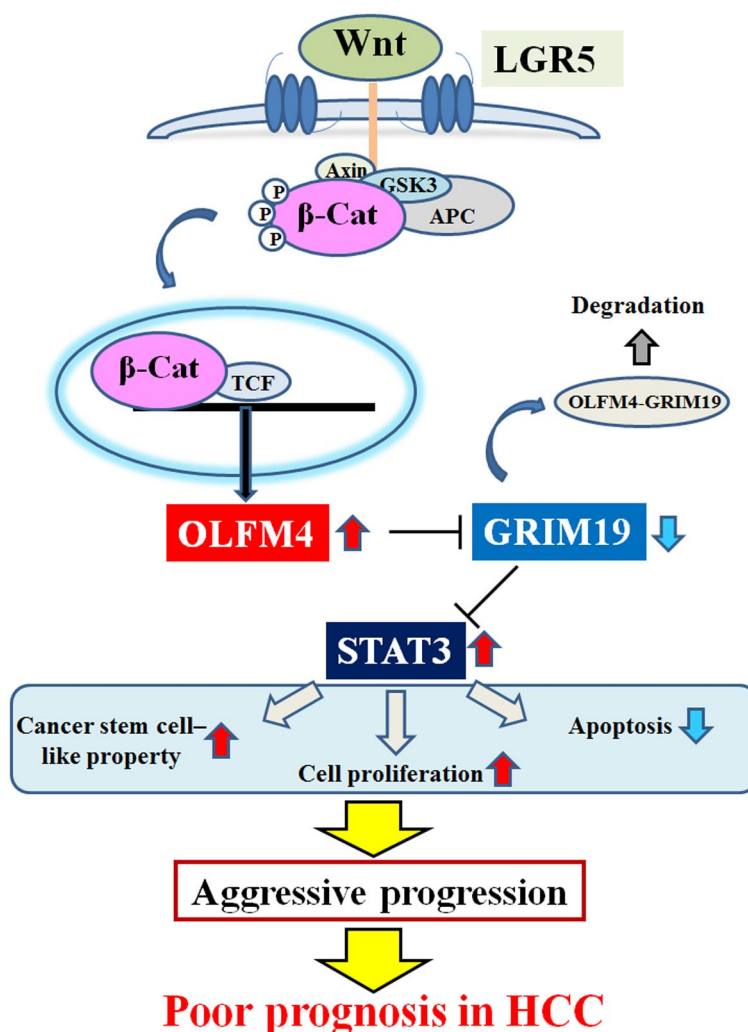 Wnt
LGR5
Axin
GSK3
P
P
P
β-Cat
APC
Degradation
β-Cat
TCF
OLFM4-GRIM19
OLFM4
GRIM19
STAT3
Cancer stem cell–
like property
Apoptosis
Cell proliferation
Aggressive progression
Poor prognosis in HCC